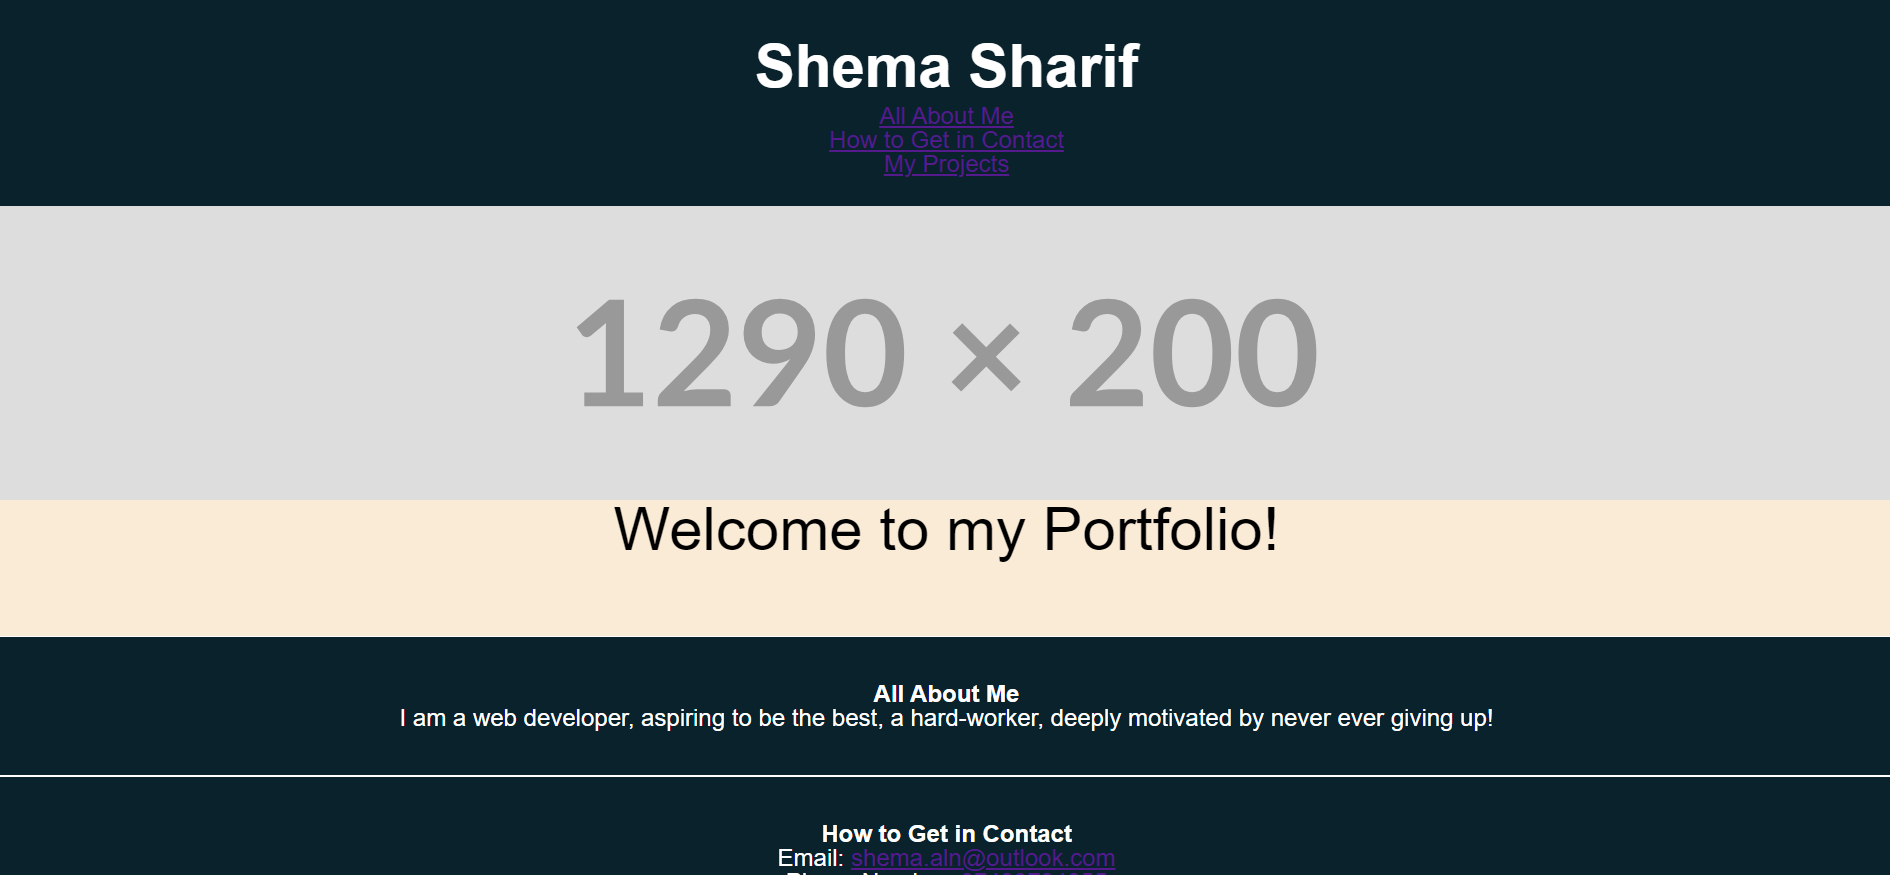 Shema Sharif
All About Me
How to Get in Contact
My Projects
1290 × 200
Welcome to my Portfolio!
All About Me
I am a web developer, aspiring to be the best, a hard-worker, deeply motivated by never ever giving up!
How to Get in Contact
Email: shema.aln@outlook.com